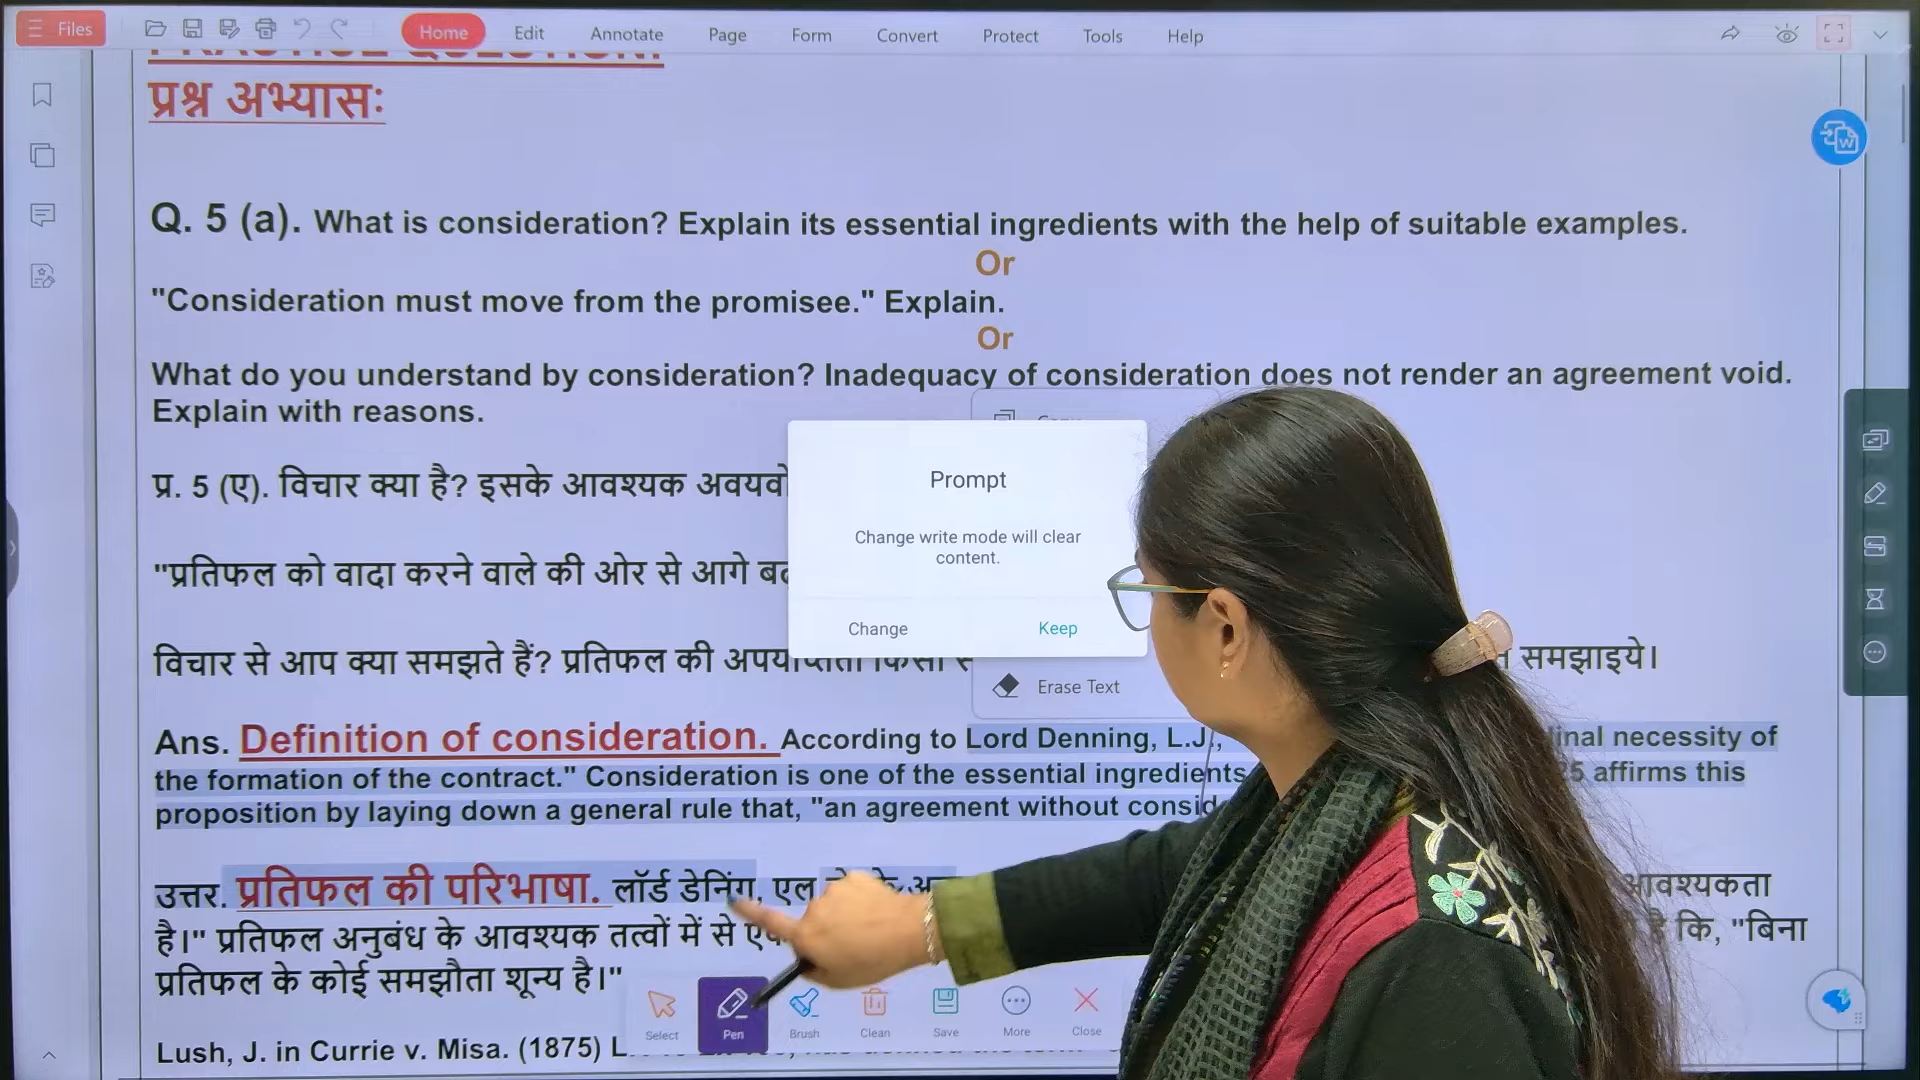 Files
Home Edit Annotate Page Form Convert Protect Tools Help
प्रश्न अभ्यासः
Q. 5 (a). What is consideration? Explain its essential ingredients with the help of suitable examples.
Or
"Consideration must move from the promisee." Explain.
Or
What do you understand by consideration? Inadequacy of consideration does not render an agreement void.
Explain with reasons.
प्र. 5 (ए). विचार क्या है? इसके आवश्यक
Prompt
Change write mode will clear
content.
Change Keep
"प्रतिफल को वादा करने वाले की ओर से आगे
विचार से आप क्या समझते हैं? प्रतिफल की समझाइये।
Erase Text
Ans. Definition of consideration. According to Lord Denning, L.J., necessity of
the formation of the contract." Consideration is one of the essential ingredients affirms this
proposition by laying down a general rule that, "an agreement without
उत्तर. प्रतिफल की परिभाषा. लॉर्ड डेनिंग, एल आवश्यकता
है।" प्रतिफल अनुबंध के आवश्यक तत्वों में से कि, "बिना
प्रतिफल के कोई समझौता शून्य है।"
Select Pen Brush Clean Save More Close
Lush, J. in Currie v. Misa. (1875)